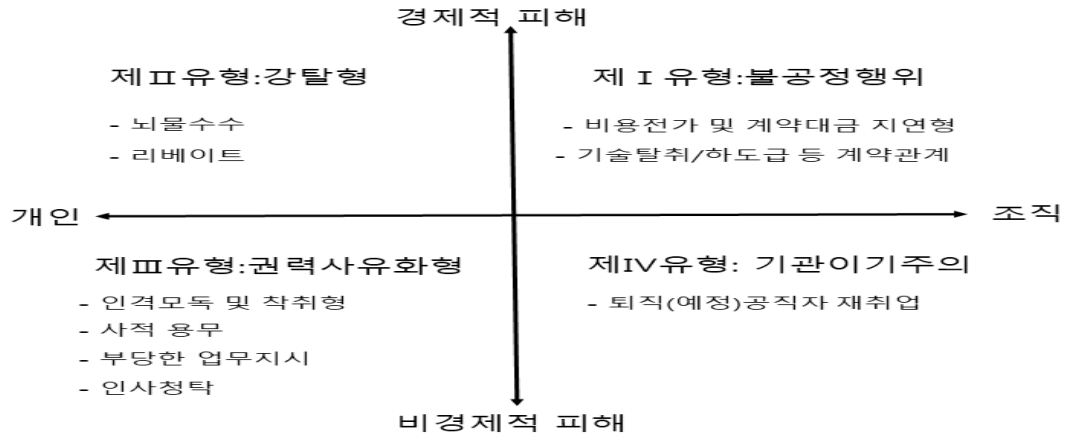 경제적 피해
제Ⅱ유형:강탈형
- 뇌물수수
- 리베이트
제 I 유형:불공정행위
- 비용전가 및 계약대금 지연형
- 기술탈취/하도급 등 계약관계
개인
조직
제Ⅲ유형:권력사유화형
- 인격모독 및 착취형
- 사적 용무
- 부당한 업무지시
- 인사청탁
제IV유형: 기관이기주의
- 퇴직(예정)공직자 재취업
비경제적 피해